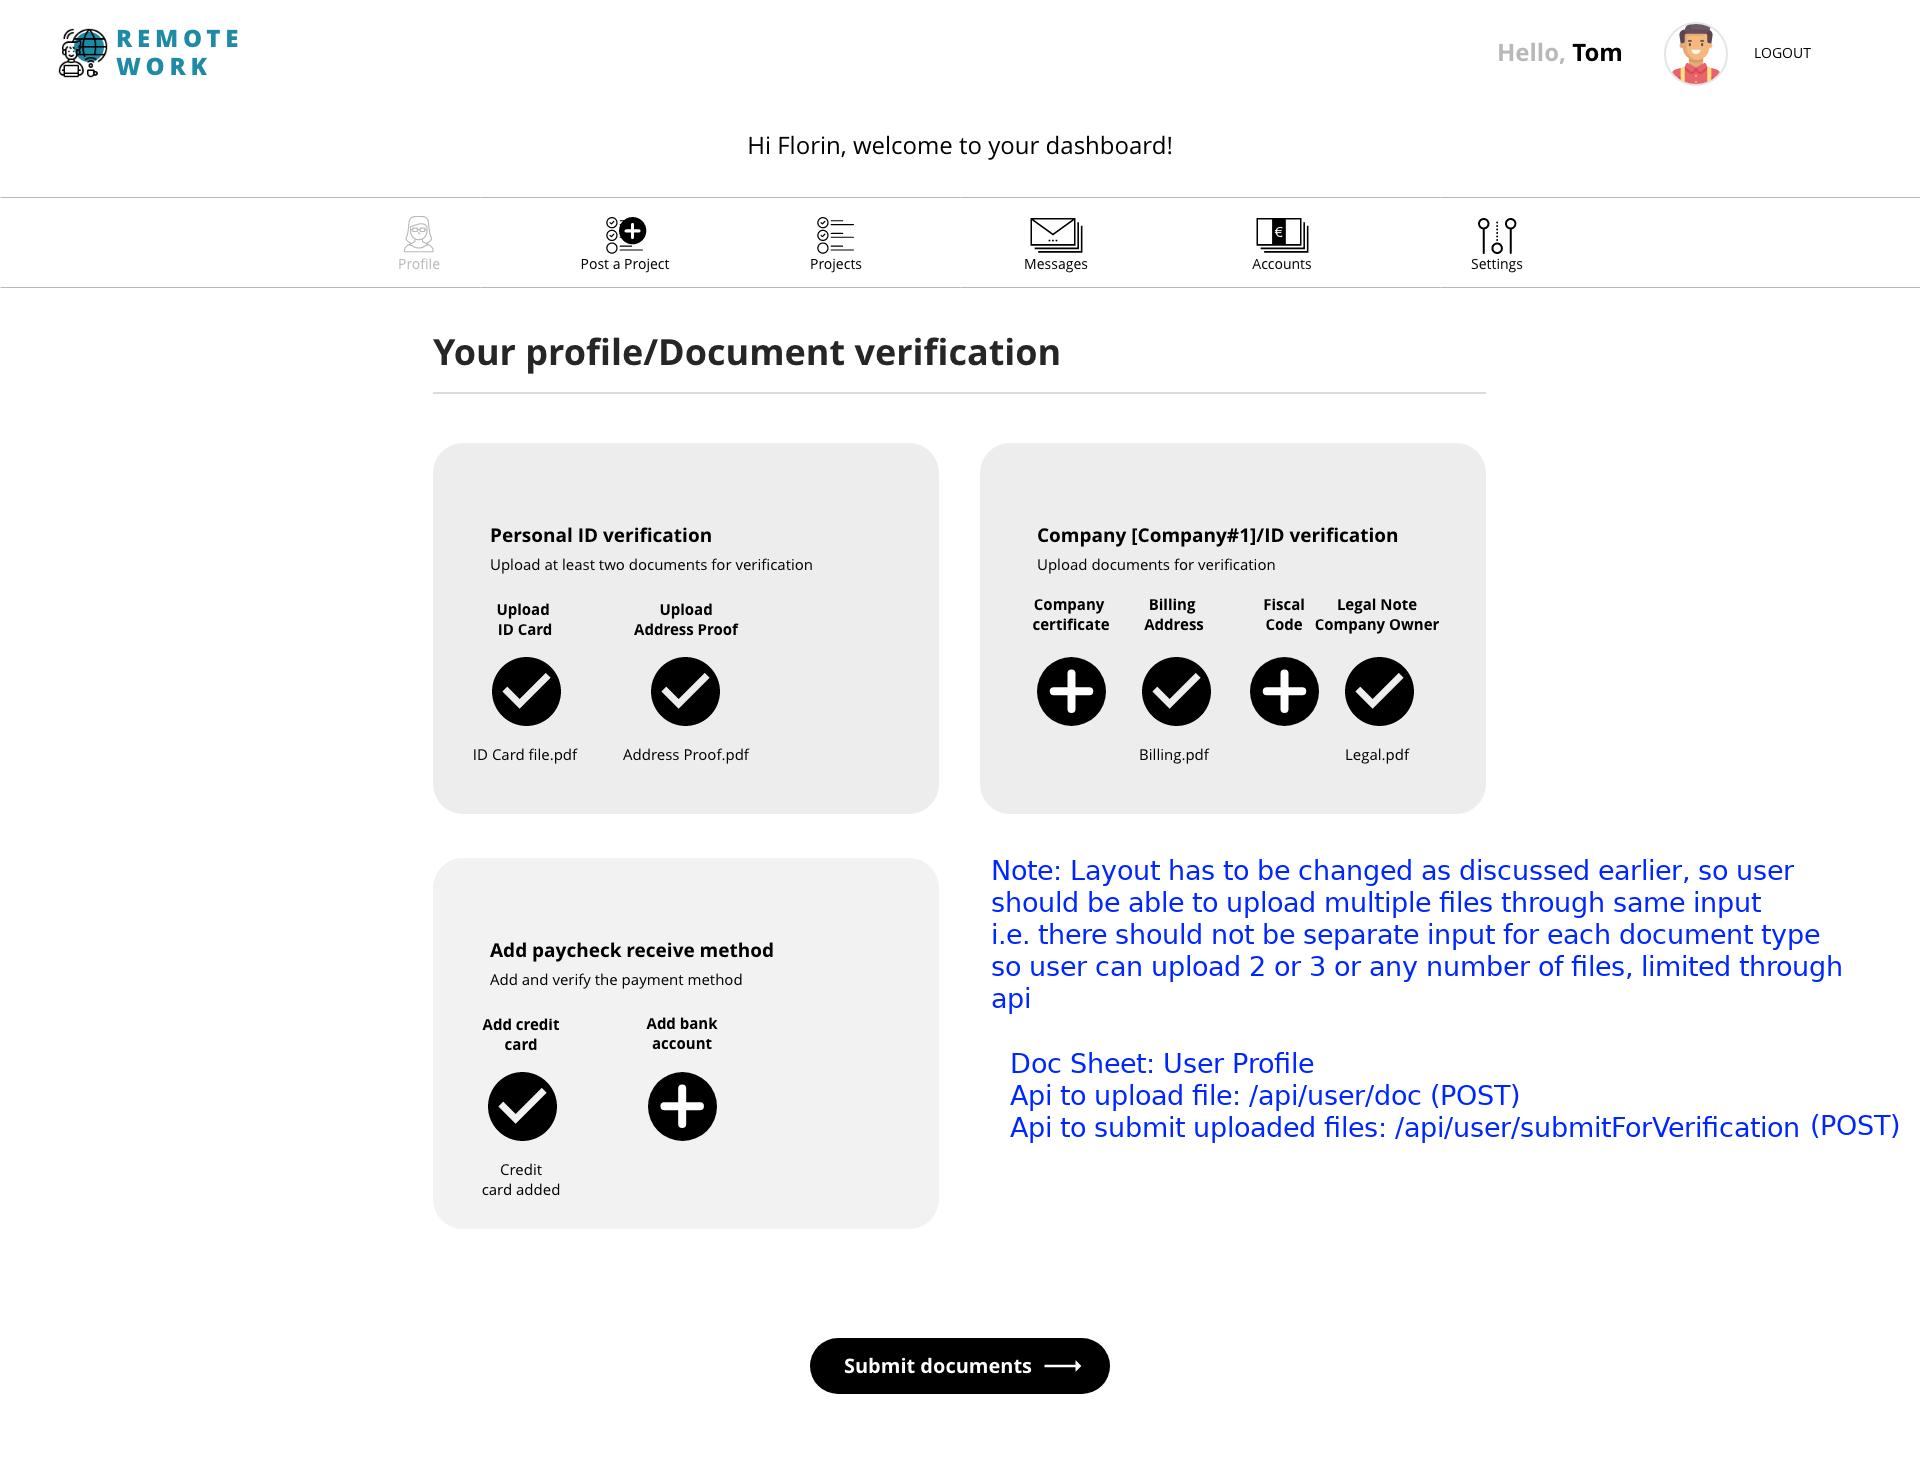 REMOTE
WORK
Hello, Tom
LOGOUT
Hi Florin, welcome to your dashboard!
Profile
Post a Project
Projects
Messages
€
Accounts
Settings
Your profile/Document verification
Personal ID verification
Upload at least two documents for verification
Upload
ID Card
Upload
Address Proof
ID Card file.pdf
Address Proof.pdf
Company [Company#1]/ID verification
Upload documents for verification
Company
certificate
Billing
Address
Fiscal
Code
Legal Note
Company Owner
Billing.pdf
Legal.pdf
Add paycheck receive method
Add and verify the payment method
Add credit
card
Add bank
account
Credit
card added
Note: Layout has to be changed as discussed earlier, so user
should be able to upload multiple files through same input
i.e. there should not be separate input for each document type
so user can upload 2 or 3 or any number of files, limited through
api
Doc Sheet: User Profile
Api to upload file: /api/user/doc (POST)
Api to submit uploaded files: /api/user/submitForVerification (POST)
Submit documents